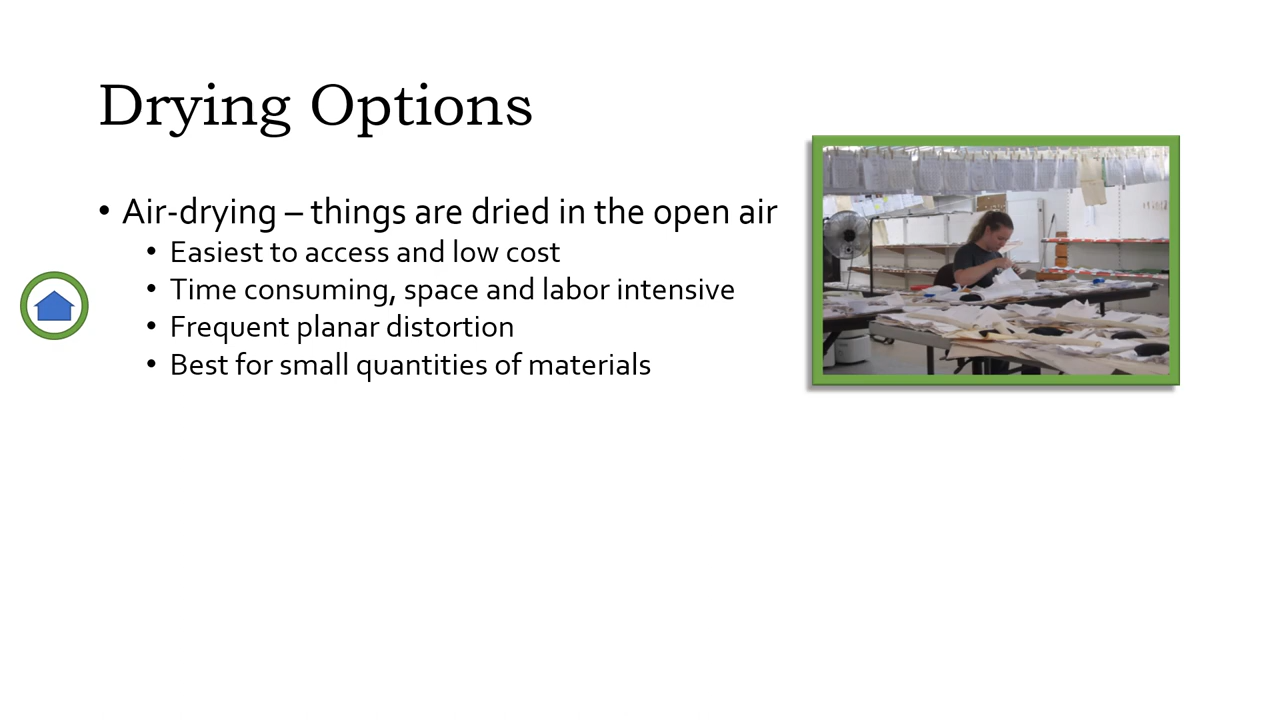 Drying Options
• Air-drying – things are dried in the open air
• Easiest to access and low cost
• Time consuming, space and labor intensive
• Frequent planar distortion
• Best for small quantities of materials